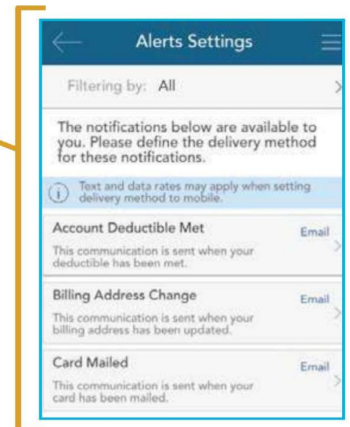 Alerts Settings
Filtering by: All
The notifications below are available to
you. Please define the delivery method
for these notifications.
Text and data rates may apply when setting
delivery method to mobile.
Account Deductible Met
Email
This communication is sent when your
deductible has been met.
Billing Address Change
Email
This communication is sent when your
billing address has been updated.
Card Mailed
Email
This communication is sent when your
card has been mailed.